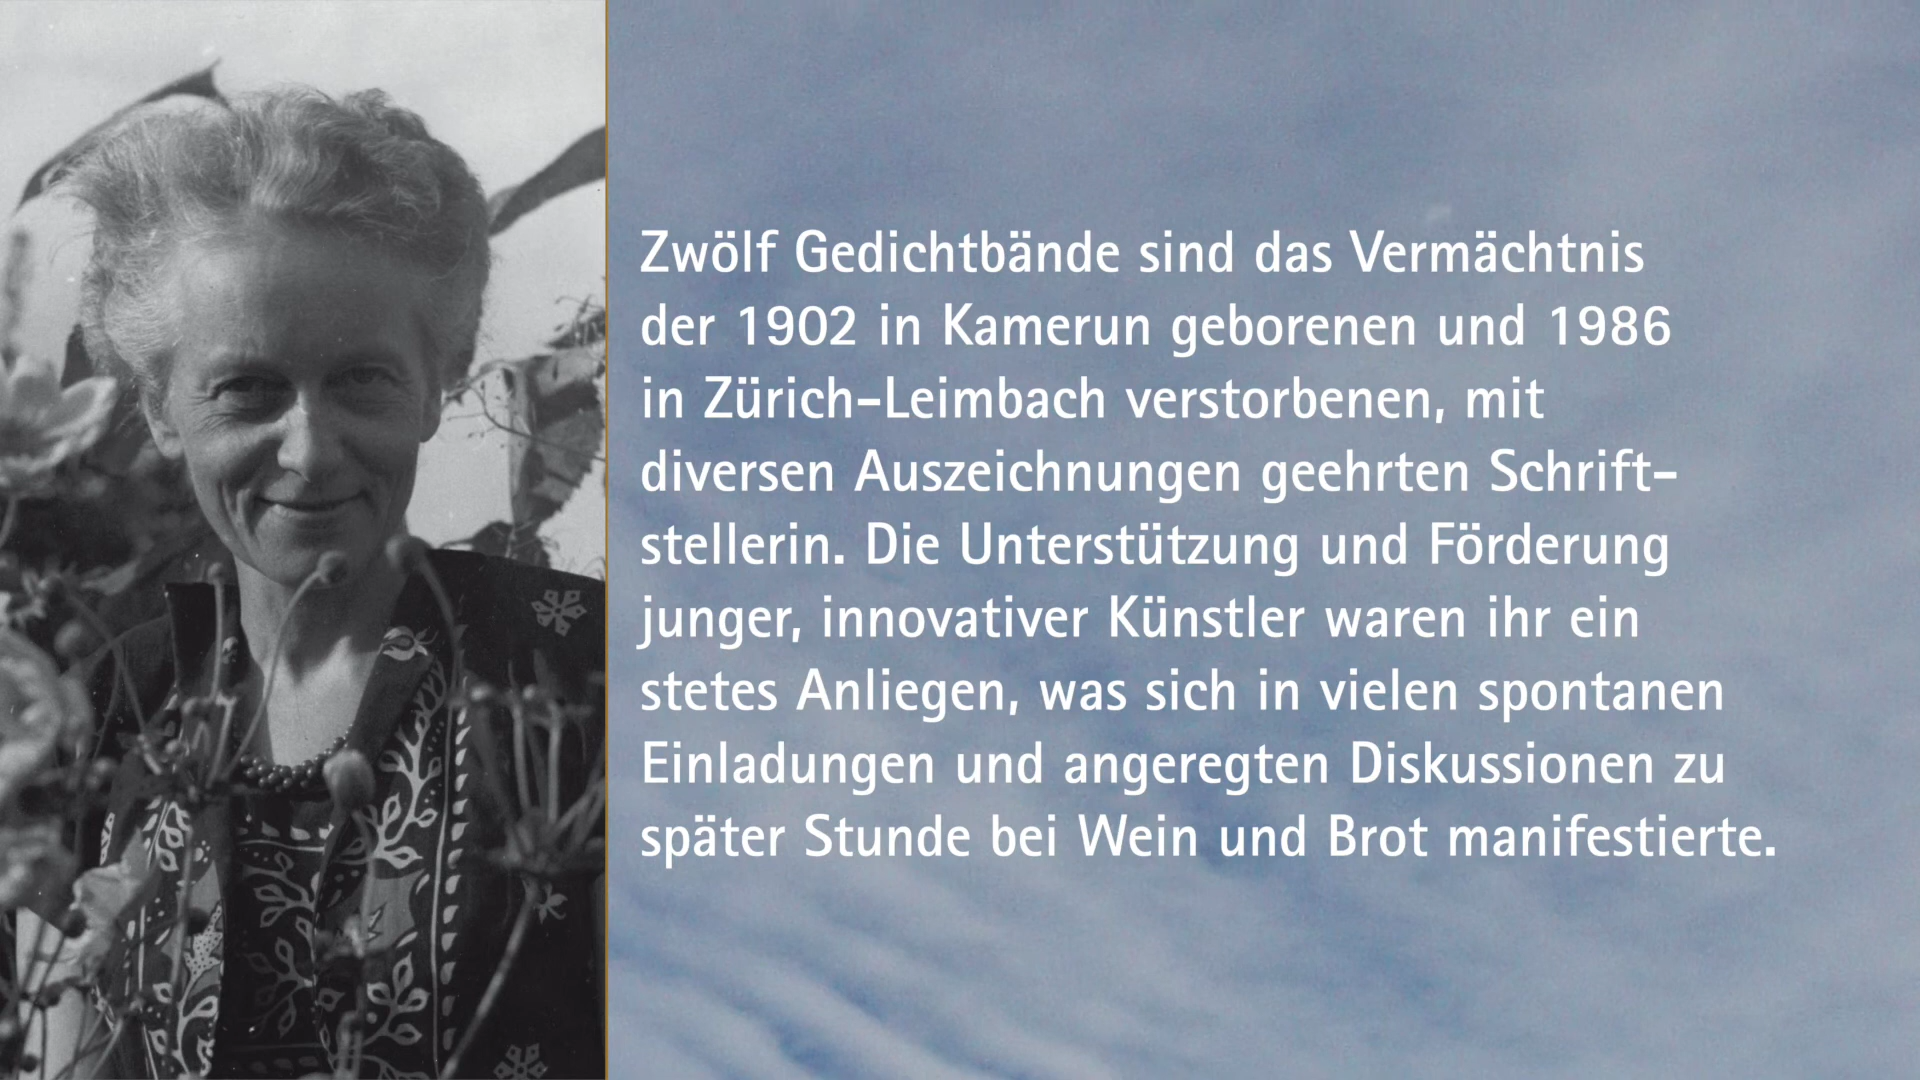 Zwölf Gedichtbände sind das Vermächtnis
der 1902 in Kamerun geborenen und 1986
in Zürich-Leimbach verstorbenen, mit
diversen Auszeichnungen geehrten Schrift-
stellerin. Die Unterstützung und Förderung
junger, innovativer Künstler waren ihr ein
stetes Anliegen, was sich in vielen spontanen
Einladungen und angeregten Diskussionen zu
später Stunde bei Wein und Brot manifestierte.